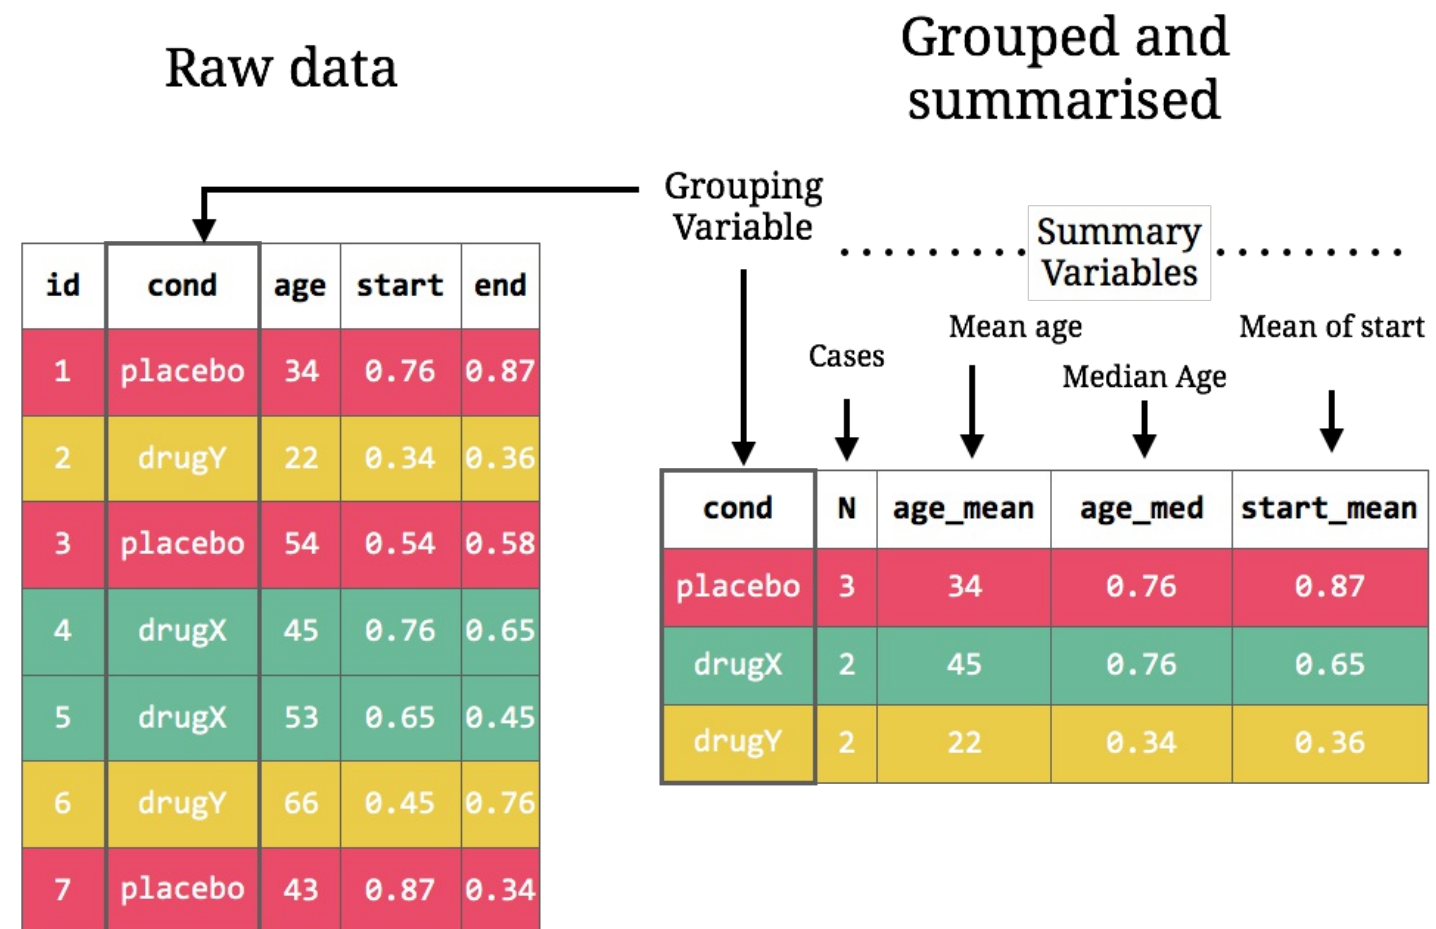 Raw data
Grouped and
summarised
Grouping
Variable
Summary
Variables
Mean age
Mean of start
Cases
Median Age
id cond age start end
1 placebo 34 0.76 0.87
2 drugY 22 0.34 0.36
3 placebo 54 0.54 0.58
4 drugX 45 0.76 0.65
5 drugX 53 0.65 0.45
6 drugY 66 0.45 0.76
7 placebo 43 0.87 0.34
cond N age_mean age_med start_mean
placebo 3 34 0.76 0.87
drugX 2 45 0.76 0.65
drugY 2 22 0.34 0.36